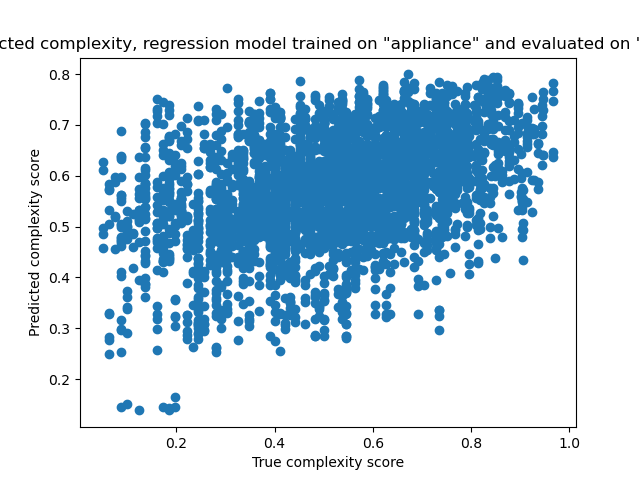 cted complexity, regression model trained on "appliance" and evaluated on "
0.8
0.7
0.6
0.5
0.4
0.3
0.2
Predicted complexity score
0.2 0.4 0.6 0.8 1.0
True complexity score